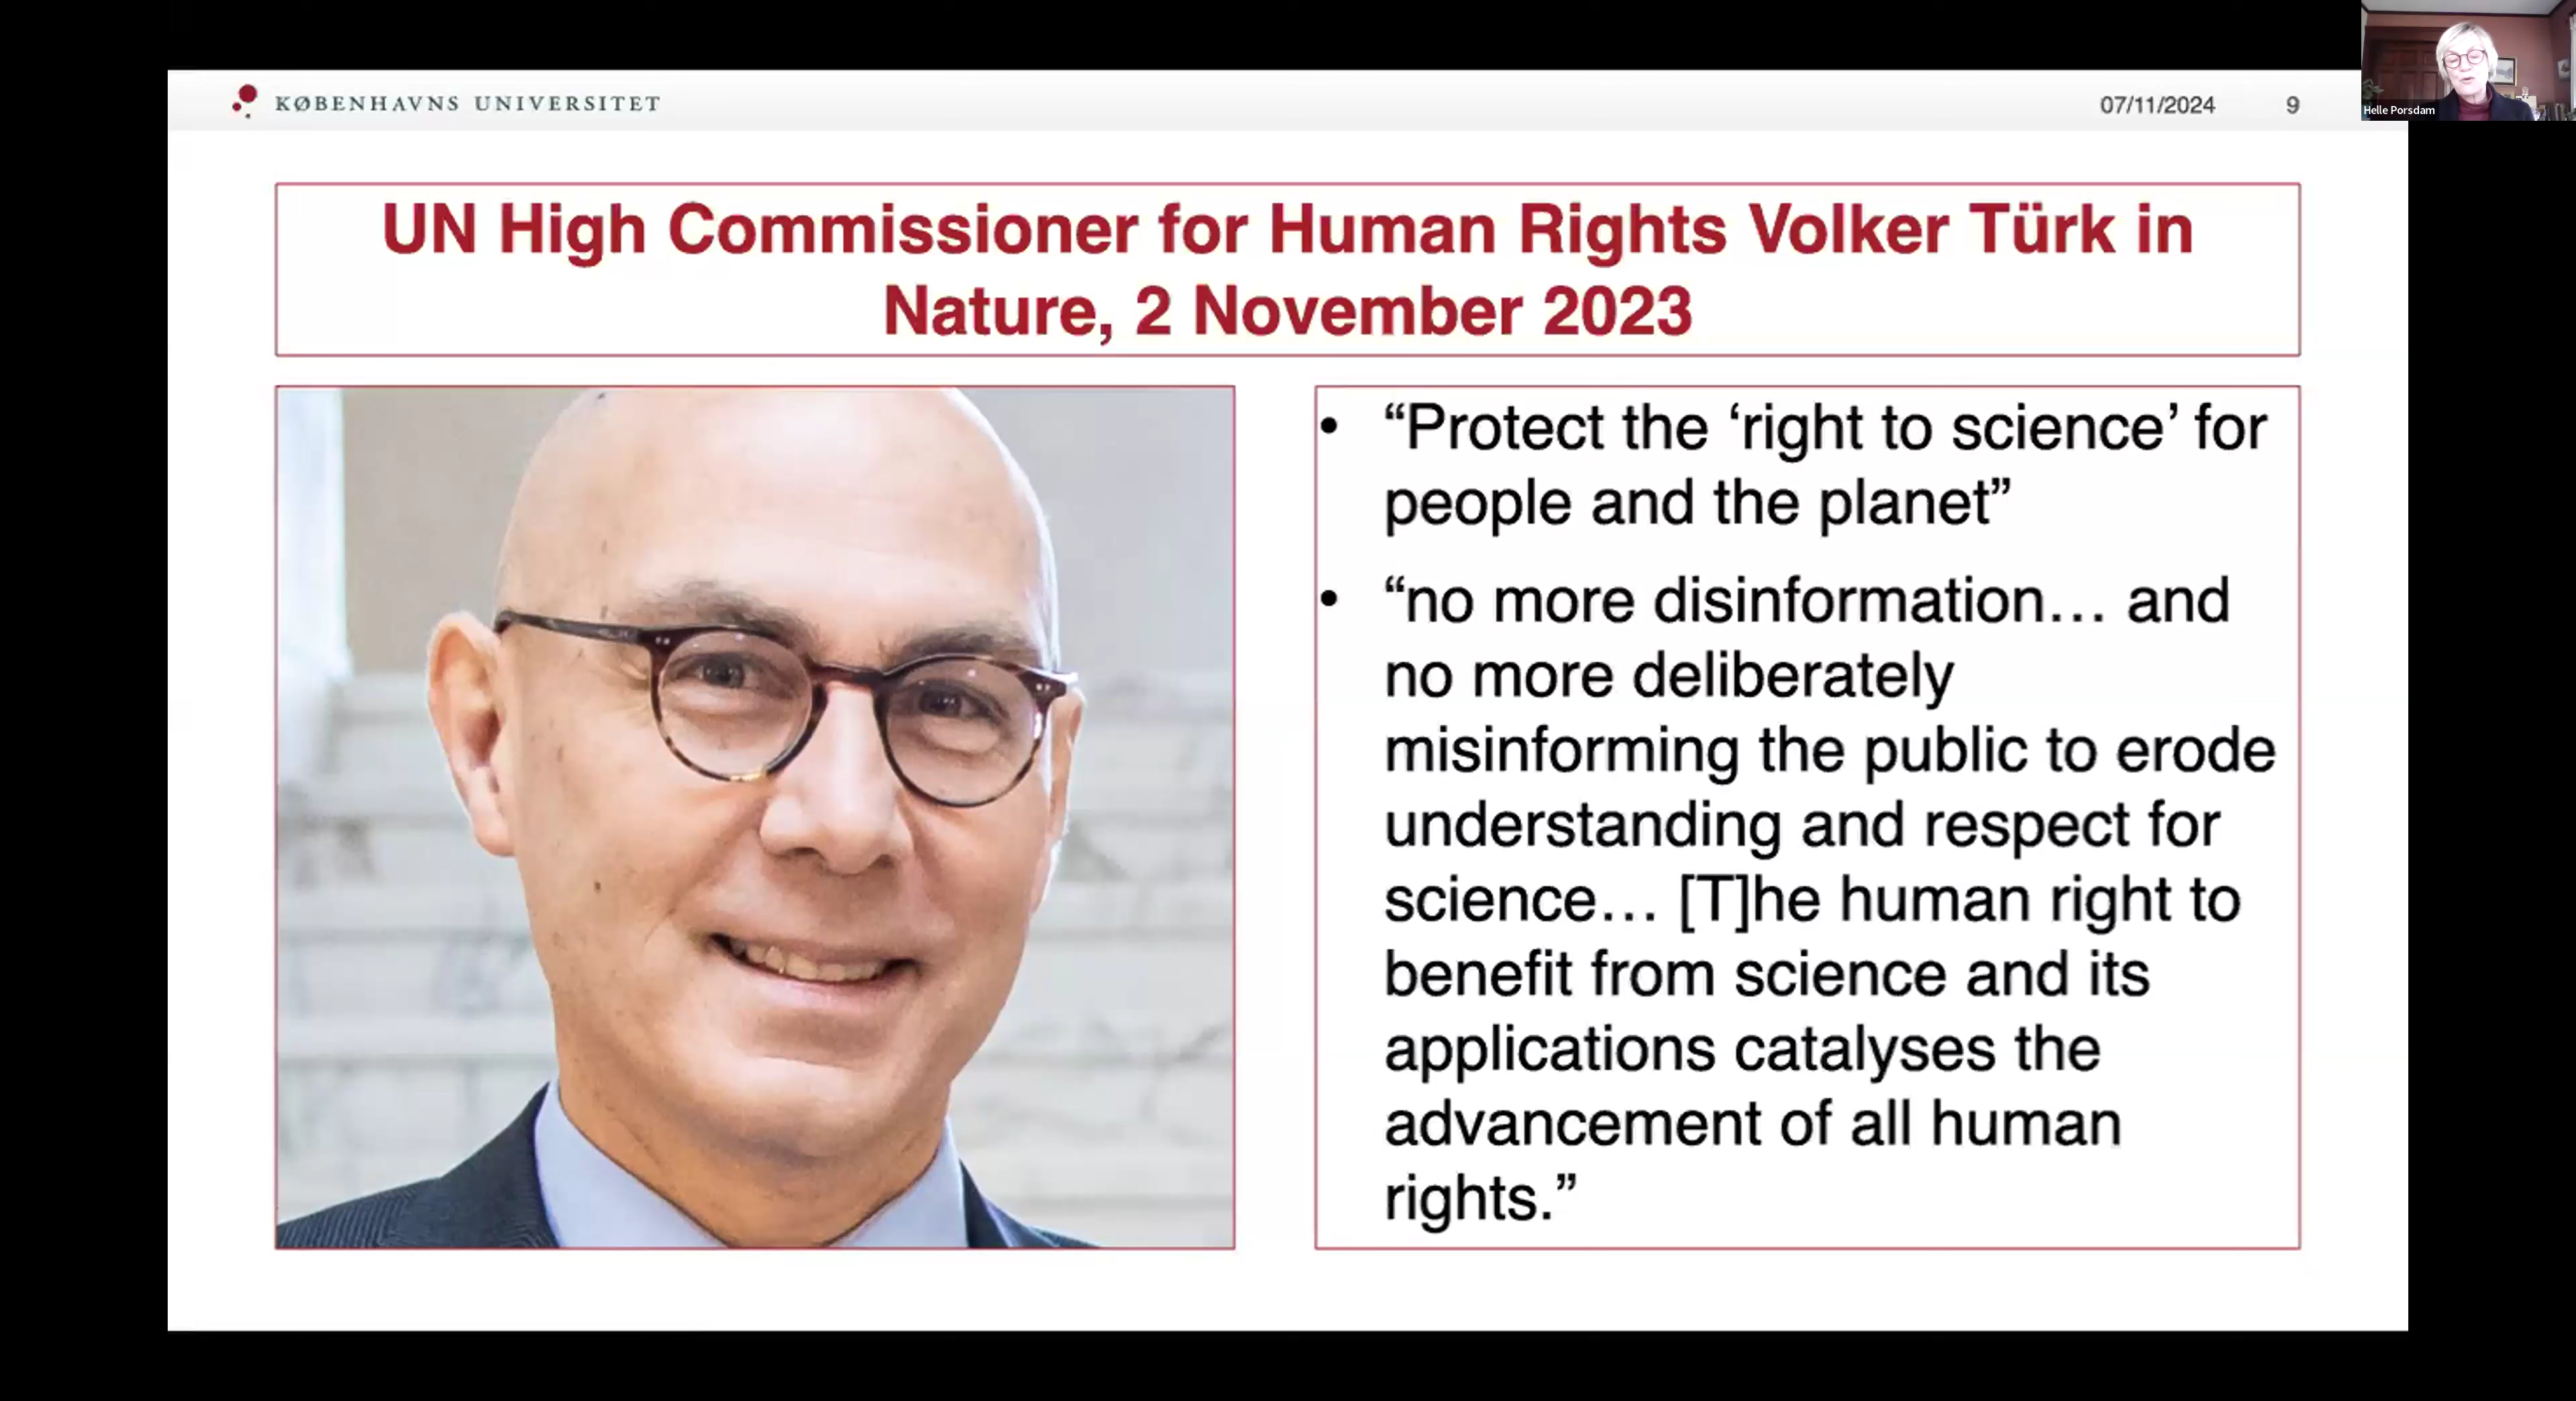 KØBENHAVNS UNIVERSITET
07/11/2024 9
Helle Porsdam
UN High Commissioner for Human Rights Volker Türk in
Nature, 2 November 2023
• “Protect the ‘right to science’ for
people and the planet”
• “no more disinformation… and
no more deliberately
misinforming the public to erode
understanding and respect for
science… [T]he human right to
benefit from science and its
applications catalyses the
advancement of all human
rights.”